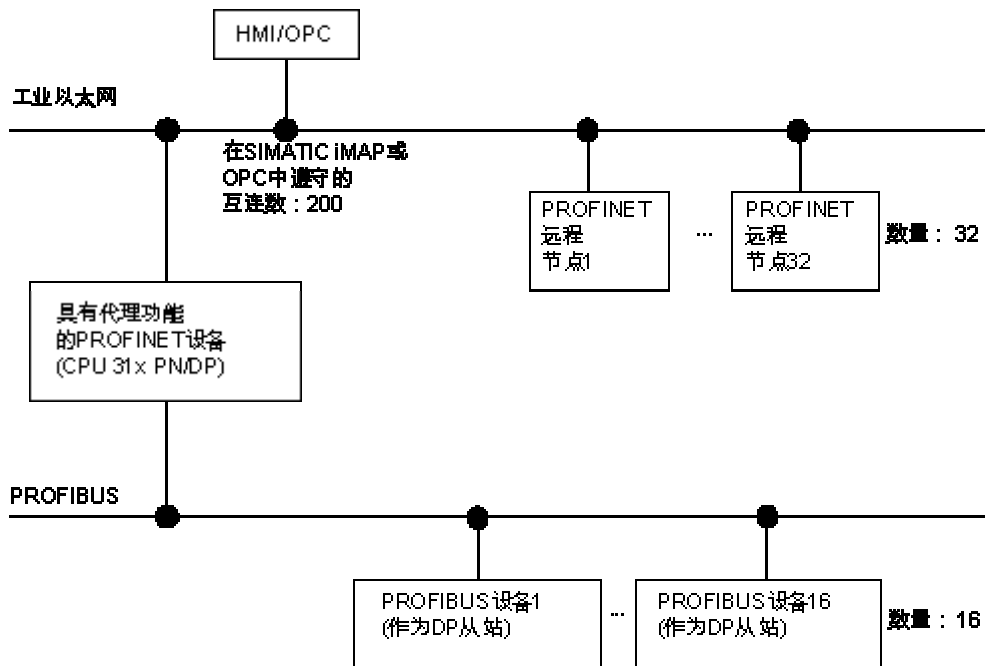 HMI/OPC
工业以太网
在SIMATIC iMAP或
OPC中遵守的
互连数：200
PROFINET
远程
节点1
...
PROFINET
远程
节点32
数量： 32
具有代理功能
的PROFINET设备
(CPU 31x PN/DP)
PROFIBUS
PROFIBUS设备1
(作为DP从站)
...
PROFIBUS设备16
(作为DP从站)
数量：16